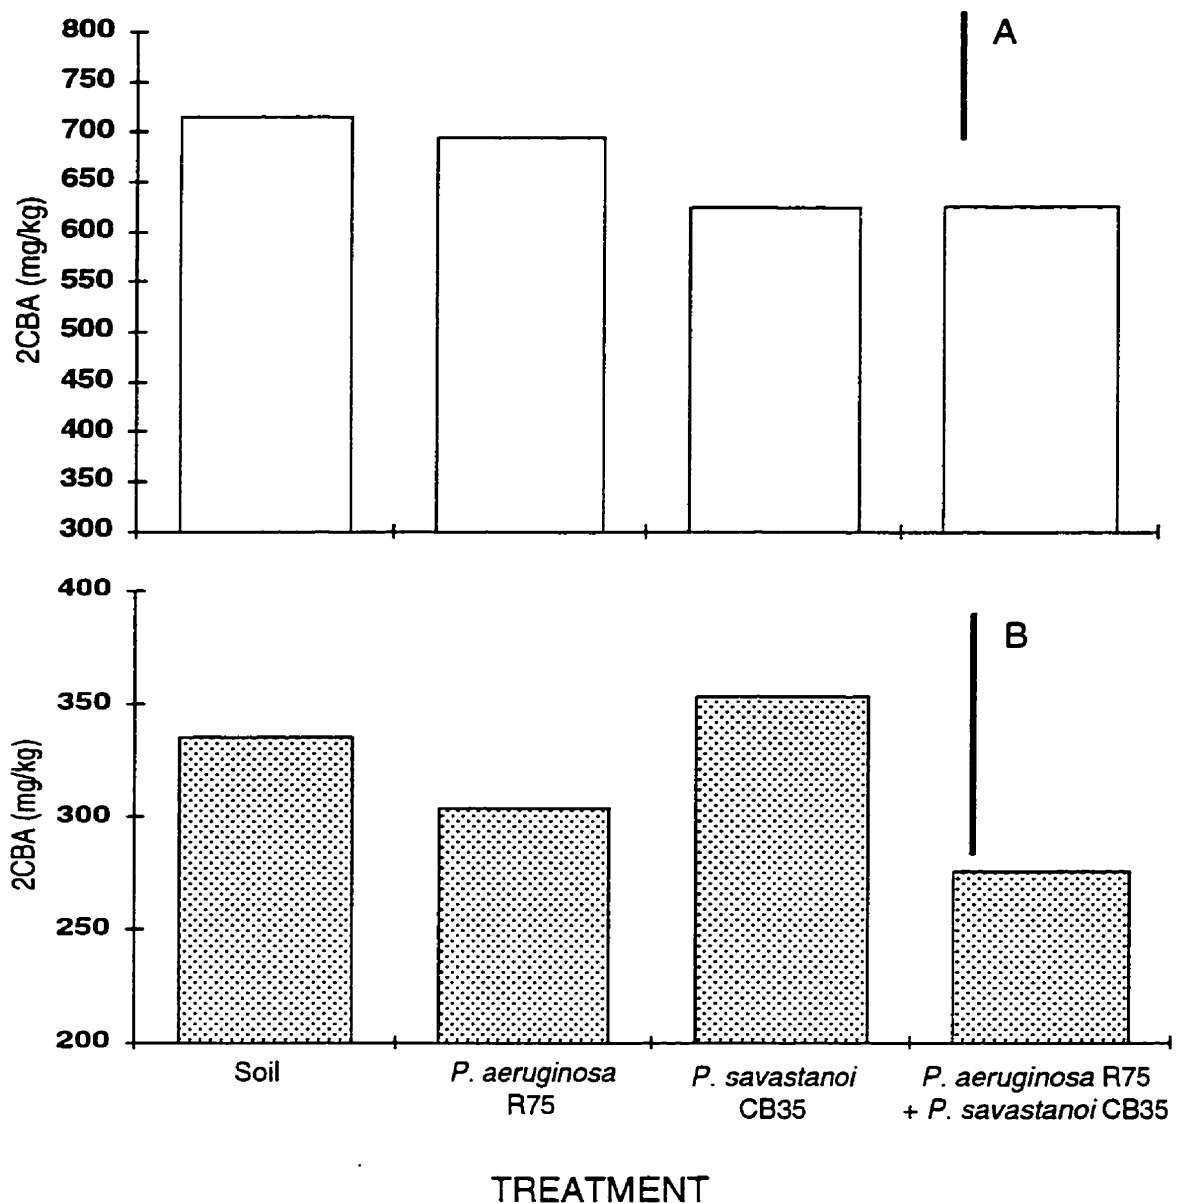 800
A
750
700
650
600
550
500
450
400
350
300
2CBA (mg/kg)
400
B
350
300
250
200
2CBA (mg/kg)
Soil
P. aeruginosa
R75
P. savastanoi
CB35
P. aeruginosa R75
+ P. savastanoi CB35
TREATMENT